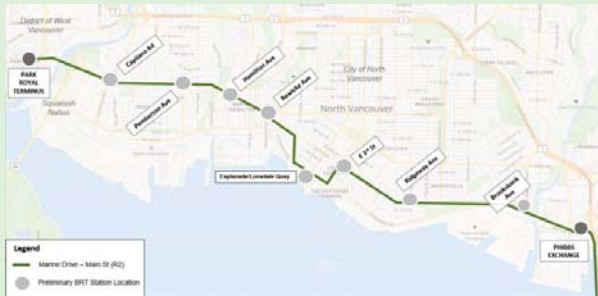 District of West
Vancouver
Capilano Rd
PARK
ROYAL
TERMINUS
Squamish
Nation
Pemberton Ave
Hamilton Ave
Bewicke Ave
City of North
Vancouver
North Vancouver
Esplanade/Lonsdale Quay
E 3rd St
Ridgeway Ave
Brooksbank
Ave
PHIBBS
EXCHANGE
Legend
Marine Drive – Main St (R2)
Preliminary BRT Station Location